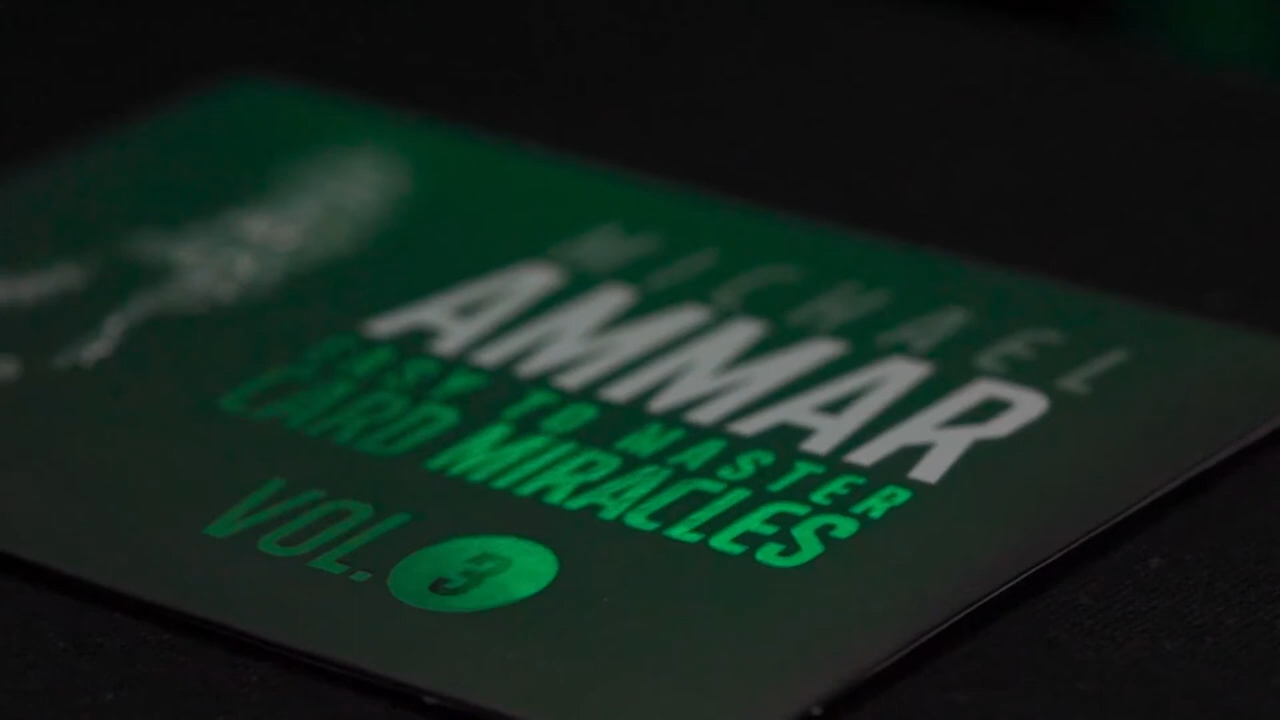 MICHAEL
AMMAR
EASY TO MASTER
CARD MIRACLES
VOL. 3